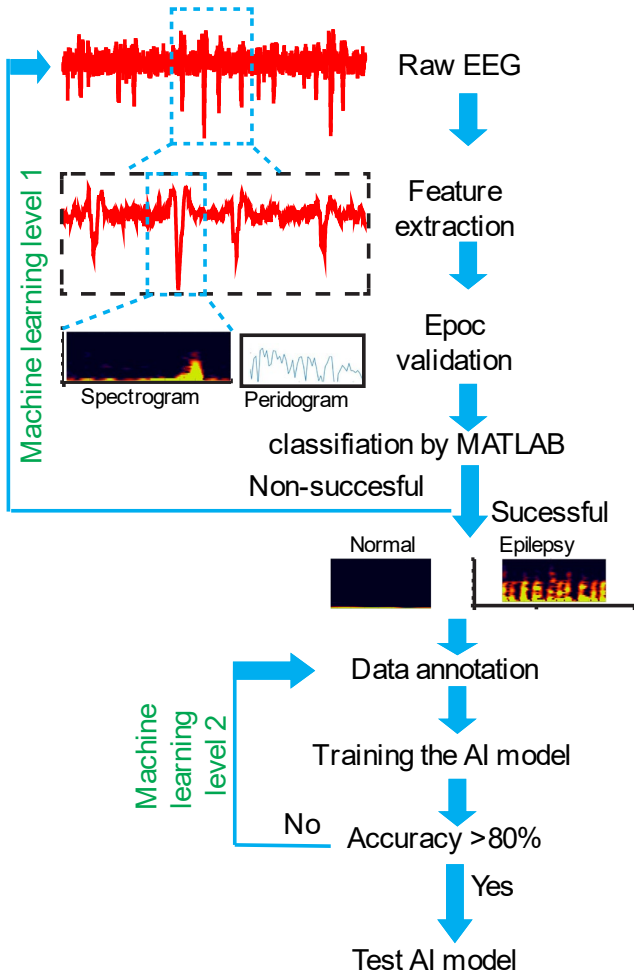 Raw EEG
Machine learning level 1
Feature
extraction
Epoc
validation
Spectrogram
Peridogram
classifiation by MATLAB
Non-succesful
Sucessful
Normal
Epilepsy
Data annotation
Machine
learning
level 2
Training the AI model
No
Accuracy >80%
Yes
Test AI model